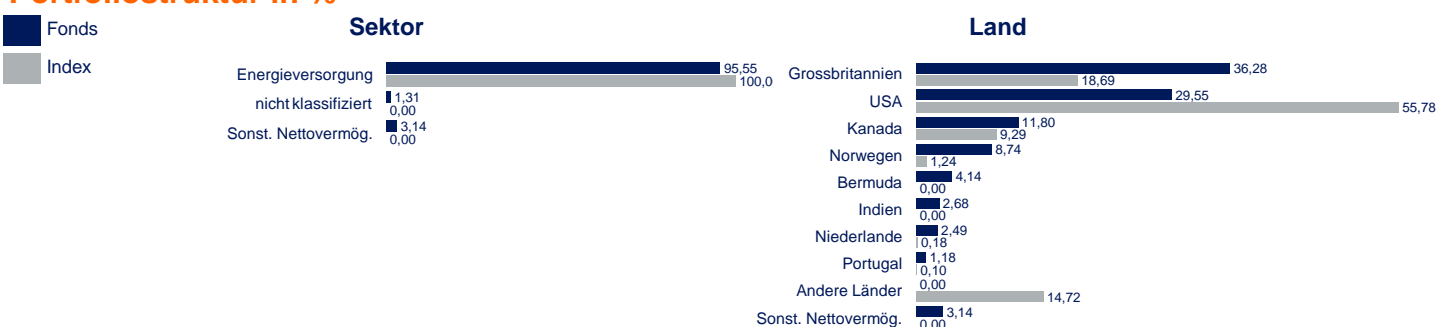 Portfoliostruktur in %
Fonds
Index
Sektor
Energieversorgung 95,55
100,0
nicht klassifiziert 1,31
0,00
Sonst. Nettovermög. 3,14
0,00
Land
Grossbritannien 36,28
18,69
USA 29,55
55,78
Kanada 11,80
9,29
Norwegen 8,74
1,24
Bermuda 4,14
0,00
Indien 2,68
0,00
Niederlande 2,49
0,18
Portugal 1,18
0,10
Andere Länder 0,00
14,72
Sonst. Nettovermög. 3,14
0,00